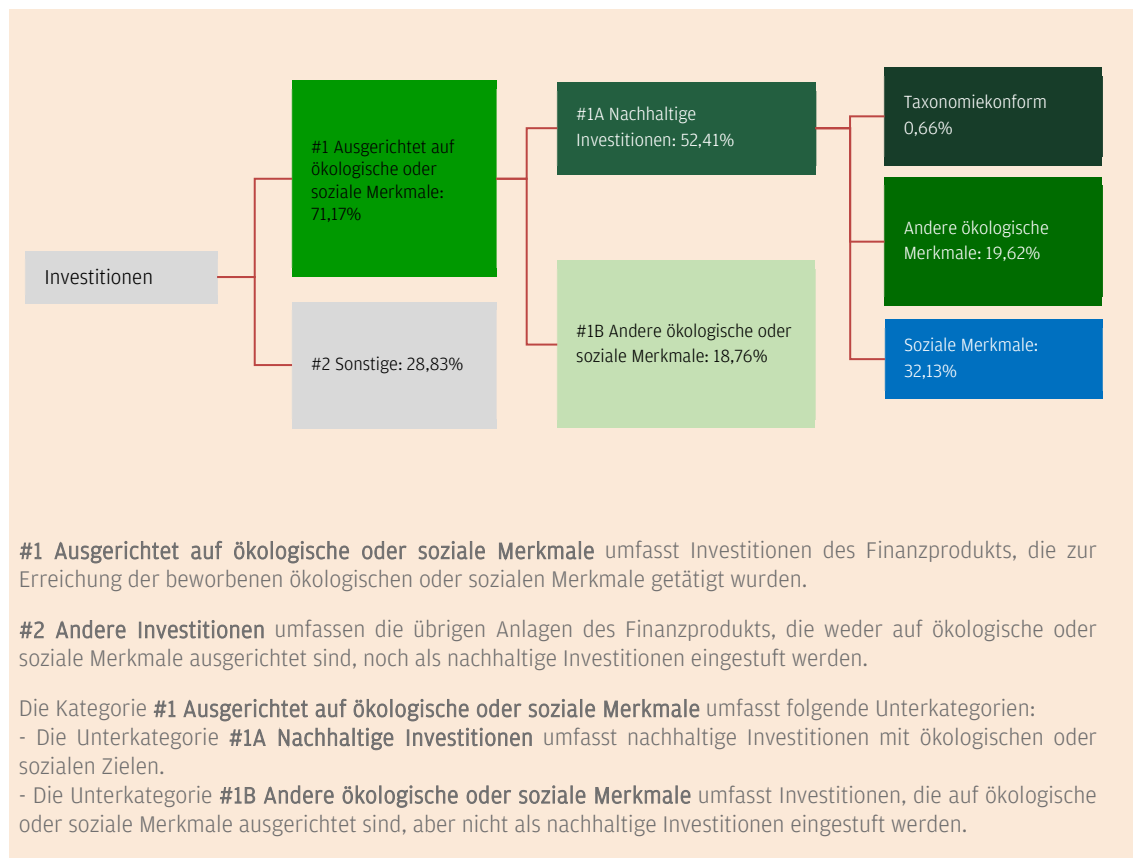 Investitionen
#1 Ausgerichtet auf
ökologische oder
soziale Merkmale:
71,17%
#2 Sonstige: 28,83%
#1A Nachhaltige
Investitionen: 52,41%
#1B Andere ökologische oder
soziale Merkmale: 18,76%
Taxonomiekonform
0,66%
Andere ökologische
Merkmale: 19,62%
Soziale Merkmale:
32,13%
#1 Ausgerichtet auf ökologische oder soziale Merkmale umfasst Investitionen des Finanzprodukts, die zur
Erreichung der beworbenen ökologischen oder sozialen Merkmale getätigt wurden.
#2 Andere Investitionen umfassen die übrigen Anlagen des Finanzprodukts, die weder auf ökologische oder
soziale Merkmale ausgerichtet sind, noch als nachhaltige Investitionen eingestuft werden.
Die Kategorie #1 Ausgerichtet auf ökologische oder soziale Merkmale umfasst folgende Unterkategorien:
- Die Unterkategorie #1A Nachhaltige Investitionen umfasst nachhaltige Investitionen mit ökologischen oder
sozialen Zielen.
- Die Unterkategorie #1B Andere ökologische oder soziale Merkmale umfasst Investitionen, die auf ökologische
oder soziale Merkmale ausgerichtet sind, aber nicht als nachhaltige Investitionen eingestuft werden.